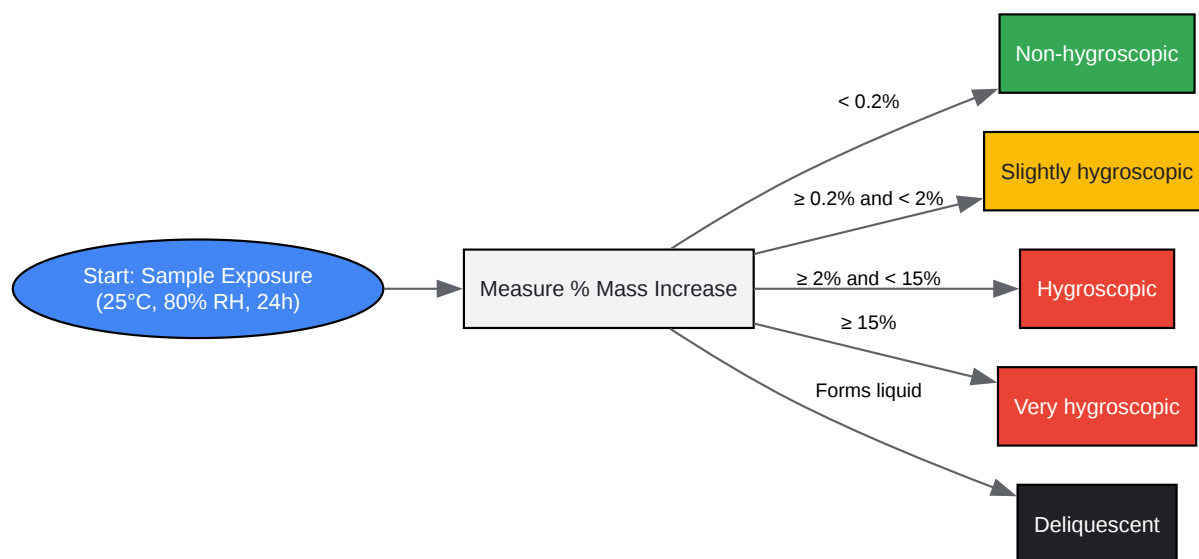 Start: Sample Exposure
(25°C, 80% RH, 24h)
Measure % Mass Increase
< 0.2%
Non-hygroscopic
≥ 0.2% and < 2%
Slightly hygroscopic
≥ 2% and < 15%
Hygroscopic
≥ 15%
Very hygroscopic
Forms liquid
Deliquescent